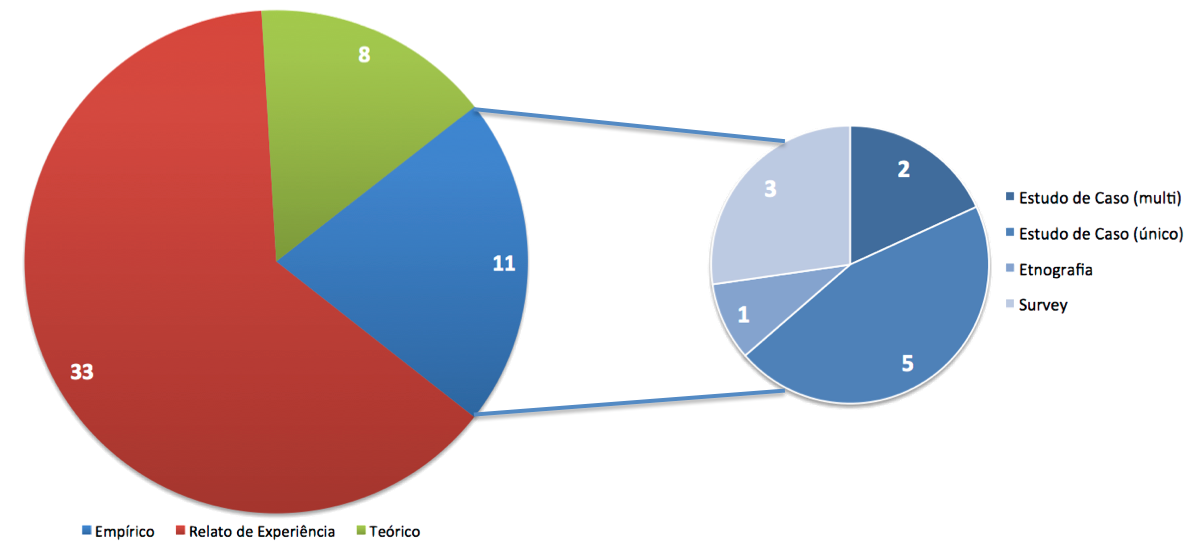 8
11
33
Empírico
Relato de Experiência
Teórico
2
3
1
5
Estudo de Caso (multi)
Estudo de Caso (único)
Etnografia
Survey